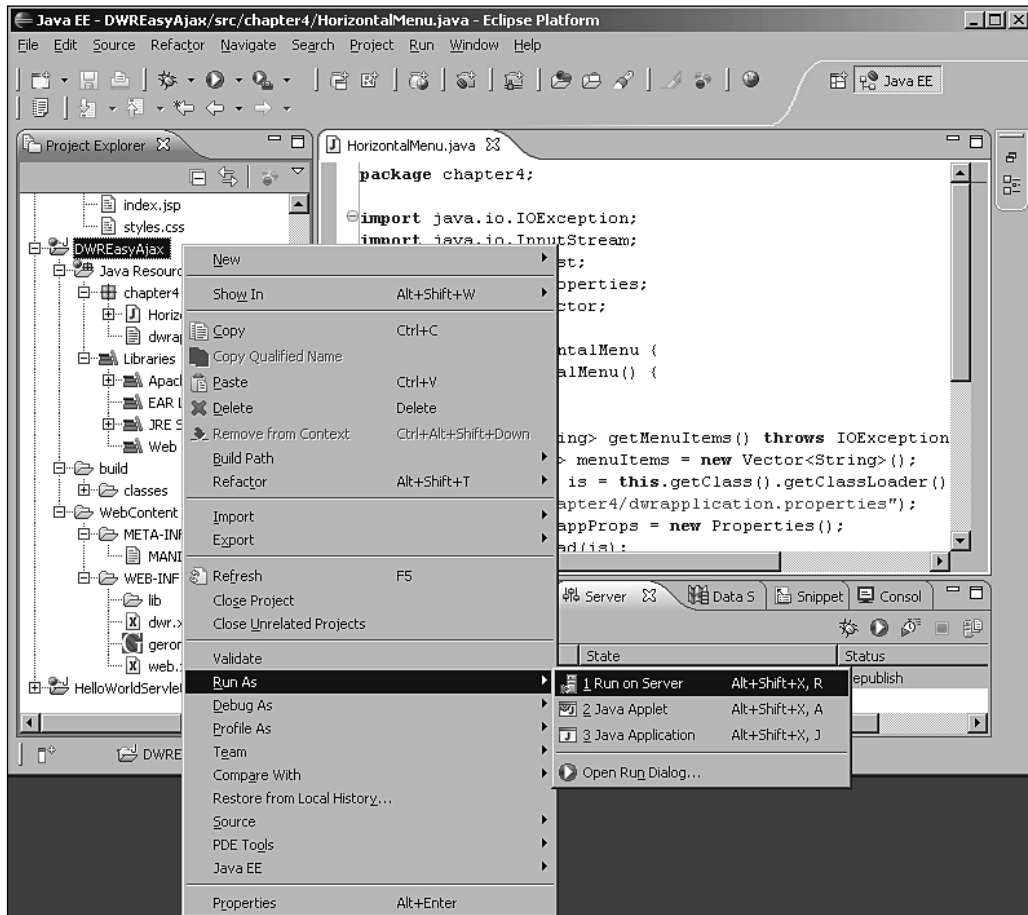 Java EE - DWREasyAjax/src/chapter4/HorizontalMenu.java - Eclipse Platform
File Edit Source Refactor Navigate Search Project Run Window Help
Java EE
Project Explorer
HorizontalMenu.java
index.jsp
styles.css
DWREasyAjax
Java Resourc
chapter4
Horiz
dwrap
Libraries
Apach
EAR L
JRE S
Web
build
classes
WebContent
META-INF
MANI
WEB-INF
lib
dwr.x
geron
web.x
HelloWorldServlet
package chapter4;
import java.io.IOException;
import java.io.InputStream;
st;
operties;
ctor;
ntalMenu {
alMenu() {
ing> getMenuItems() throws IOException
> menuItems = new Vector<String>();
is = this.getClass().getClassLoader()
apter4/dwrapplication.properties");
appProps = new Properties();
ad(is);
New
Show In Alt+Shift+W
Copy Ctrl+C
Copy Qualified Name
Paste Ctrl+V
Delete Delete
Remove from Context Ctrl+Alt+Shift+Down
Build Path
Refactor Alt+Shift+T
Import
Export
Refresh F5
Close Project
Close Unrelated Projects
Validate
Run As
Debug As
Profile As
Team
Compare With
Restore from Local History...
Source
PDE Tools
Java EE
Properties Alt+Enter
Server Data S Snippet Consol
State Status
epublish
1 Run on Server Alt+Shift+X, R
2 Java Applet Alt+Shift+X, A
3 Java Application Alt+Shift+X, J
Open Run Dialog...
DWRE